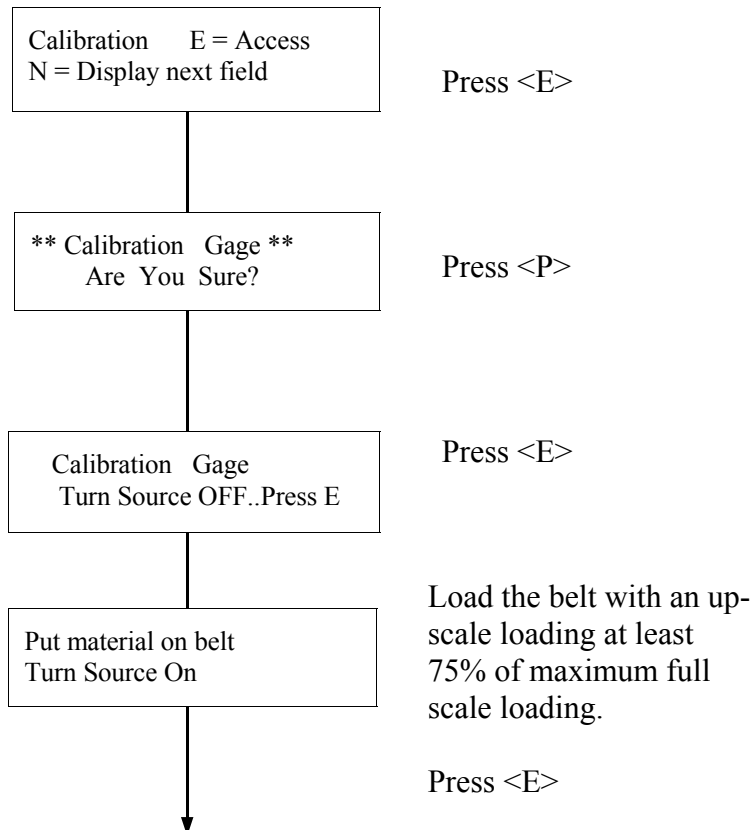 Calibration E = Access
N = Display next field
Press <E>
** Calibration Gage **
Are You Sure?
Press <P>
Calibration Gage
Turn Source OFF..Press E
Press <E>
Put material on belt
Turn Source On
Load the belt with an up-
scale loading at least
75% of maximum full
scale loading.
Press <E>